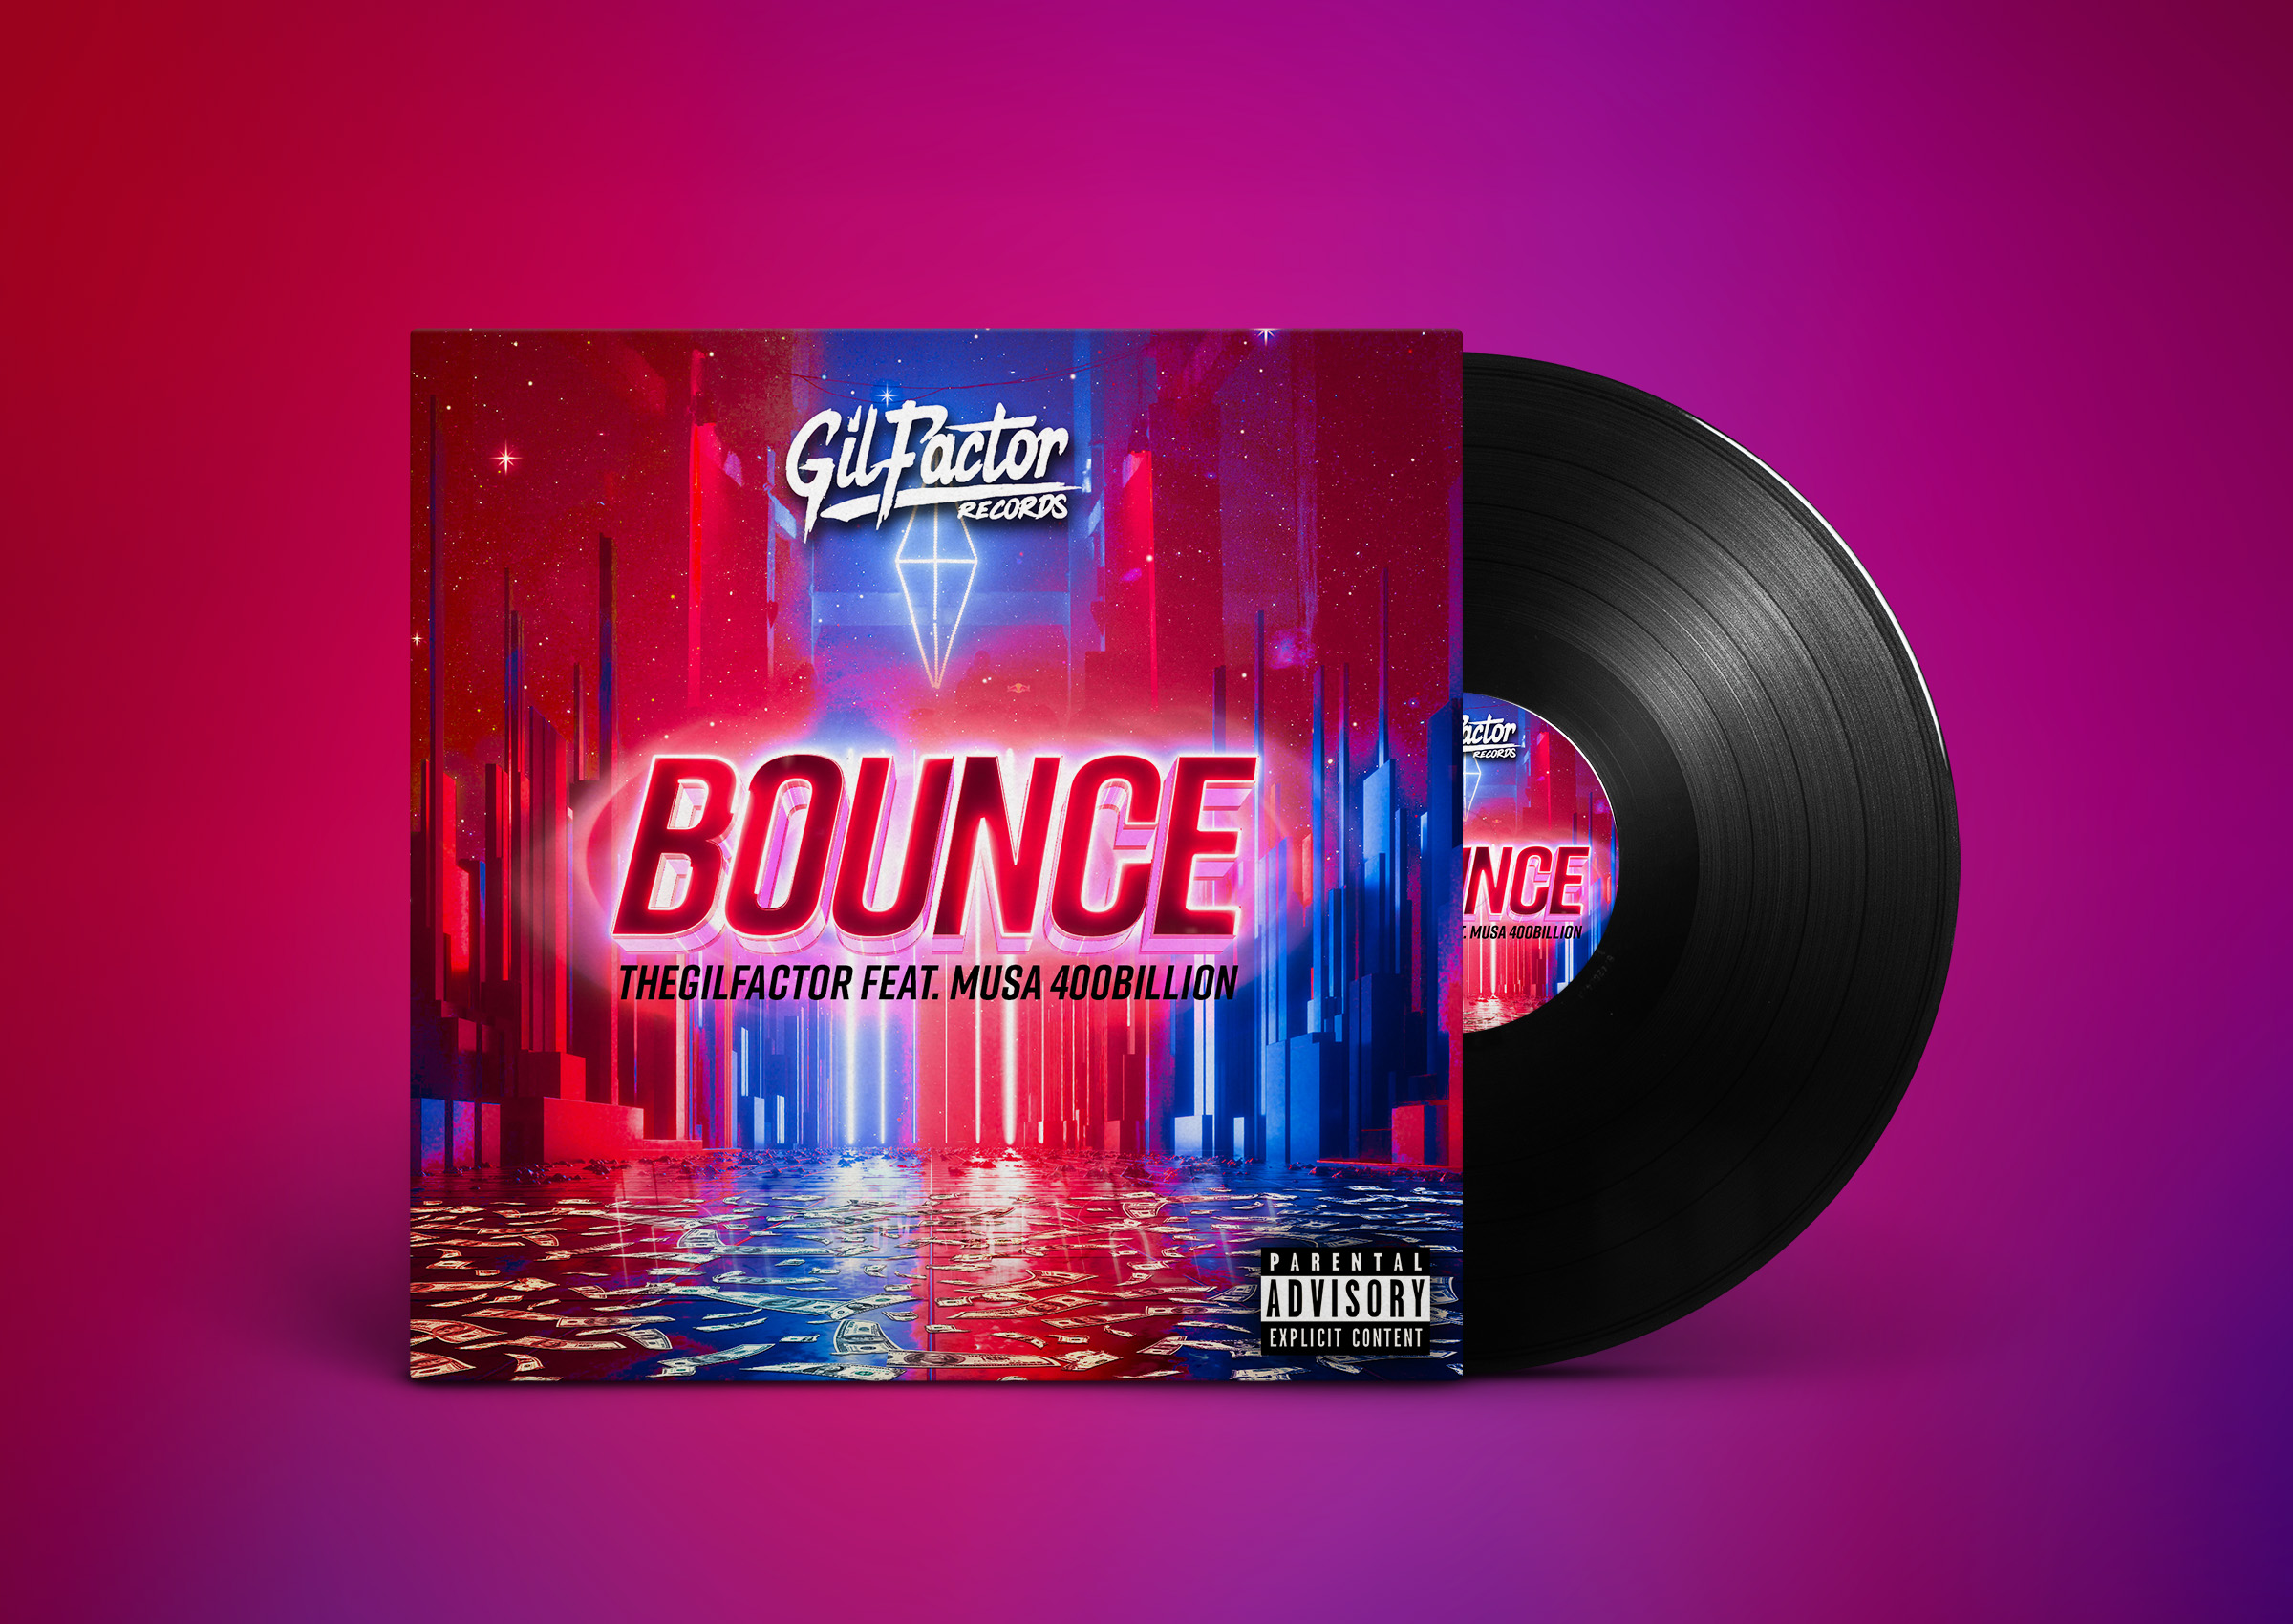 GilFactor
RECORDS
BOUNCE
THEGILFACTOR FEAT. MUSA 400BILLION
PARENTAL
ADVISORY
EXPLICIT CONTENT
actor
RECORDS
NCE
T. MUSA 400BILLION